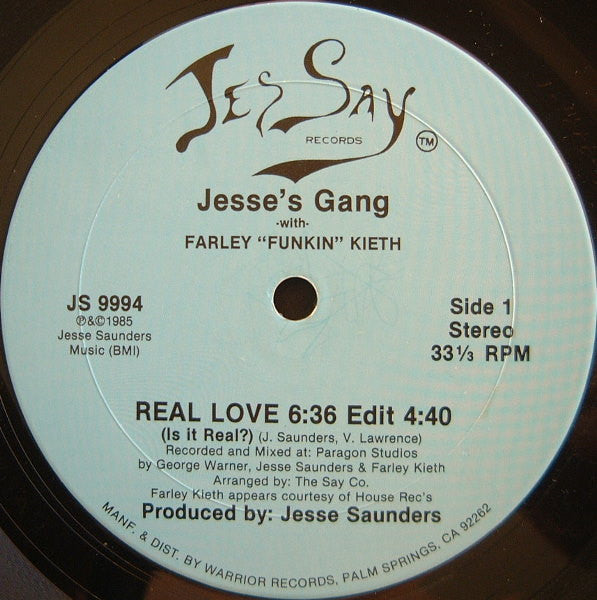 Jes Say
RECORDS
TM
Jesse's Gang
-with-
FARLEY "FUNKIN" KIETH
JS 9994
℗&©1985
Jesse Saunders
Music (BMI)
Side 1
Stereo
33⅓ RPM
REAL LOVE 6:36 Edit 4:40
(Is it Real?) (J. Saunders, V. Lawrence)
Recorded and Mixed at: Paragon Studios
by George Warner, Jesse Saunders & Farley Kieth
Arranged by: The Say Co.
Farley Kieth appears courtesy of House Rec's
Produced by: Jesse Saunders
MANF. & DIST. BY WARRIOR RECORDS, PALM SPRINGS, CA 92262